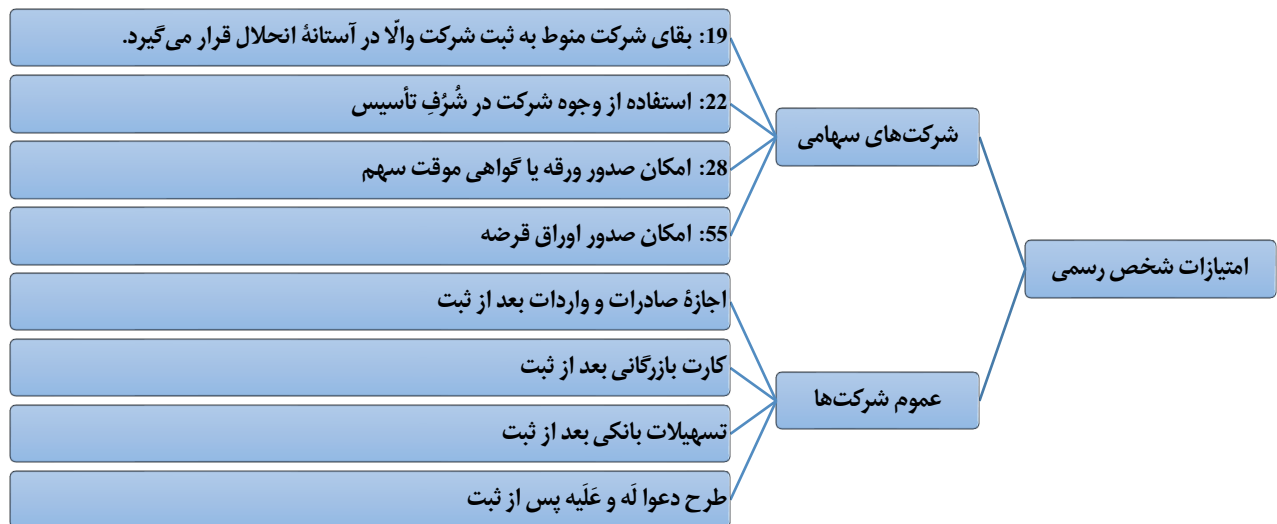 امتیازات شخص رسمی
شرکت‌های سهامی
19: بقای شرکت منوط به ثبت شرکت والّا در آستانهٔ انحلال قرار می‌گیرد.
22: استفاده از وجوه شرکت در شُرُفِ تأسیس
28: امکان صدور ورقه یا گواهی موقت سهم
55: امکان صدور اوراق قرضه
عموم شرکت‌ها
اجازهٔ صادرات و واردات بعد از ثبت
کارت بازرگانی بعد از ثبت
تسهیلات بانکی بعد از ثبت
طرح دعوا لَه و عَلَیه پس از ثبت